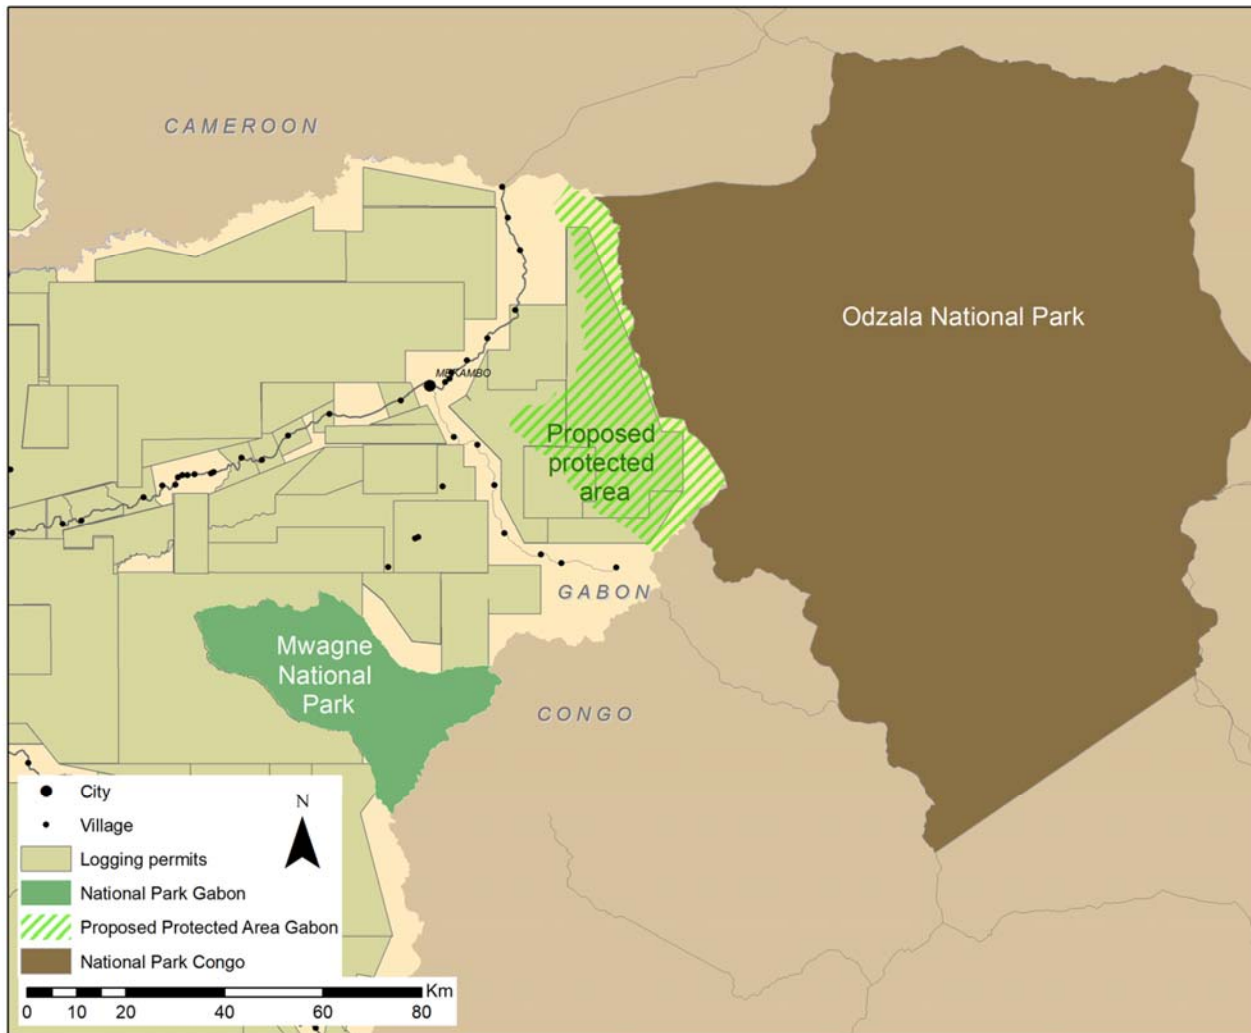 CAMEROON
Odzala National Park
MEKAMBO
Proposed
protected
area
GABON
Mwagne
National
Park
CONGO
City
N
Village
Logging permits
National Park Gabon
Proposed Protected Area Gabon
National Park Congo
Km
0 10 20 40 60 80